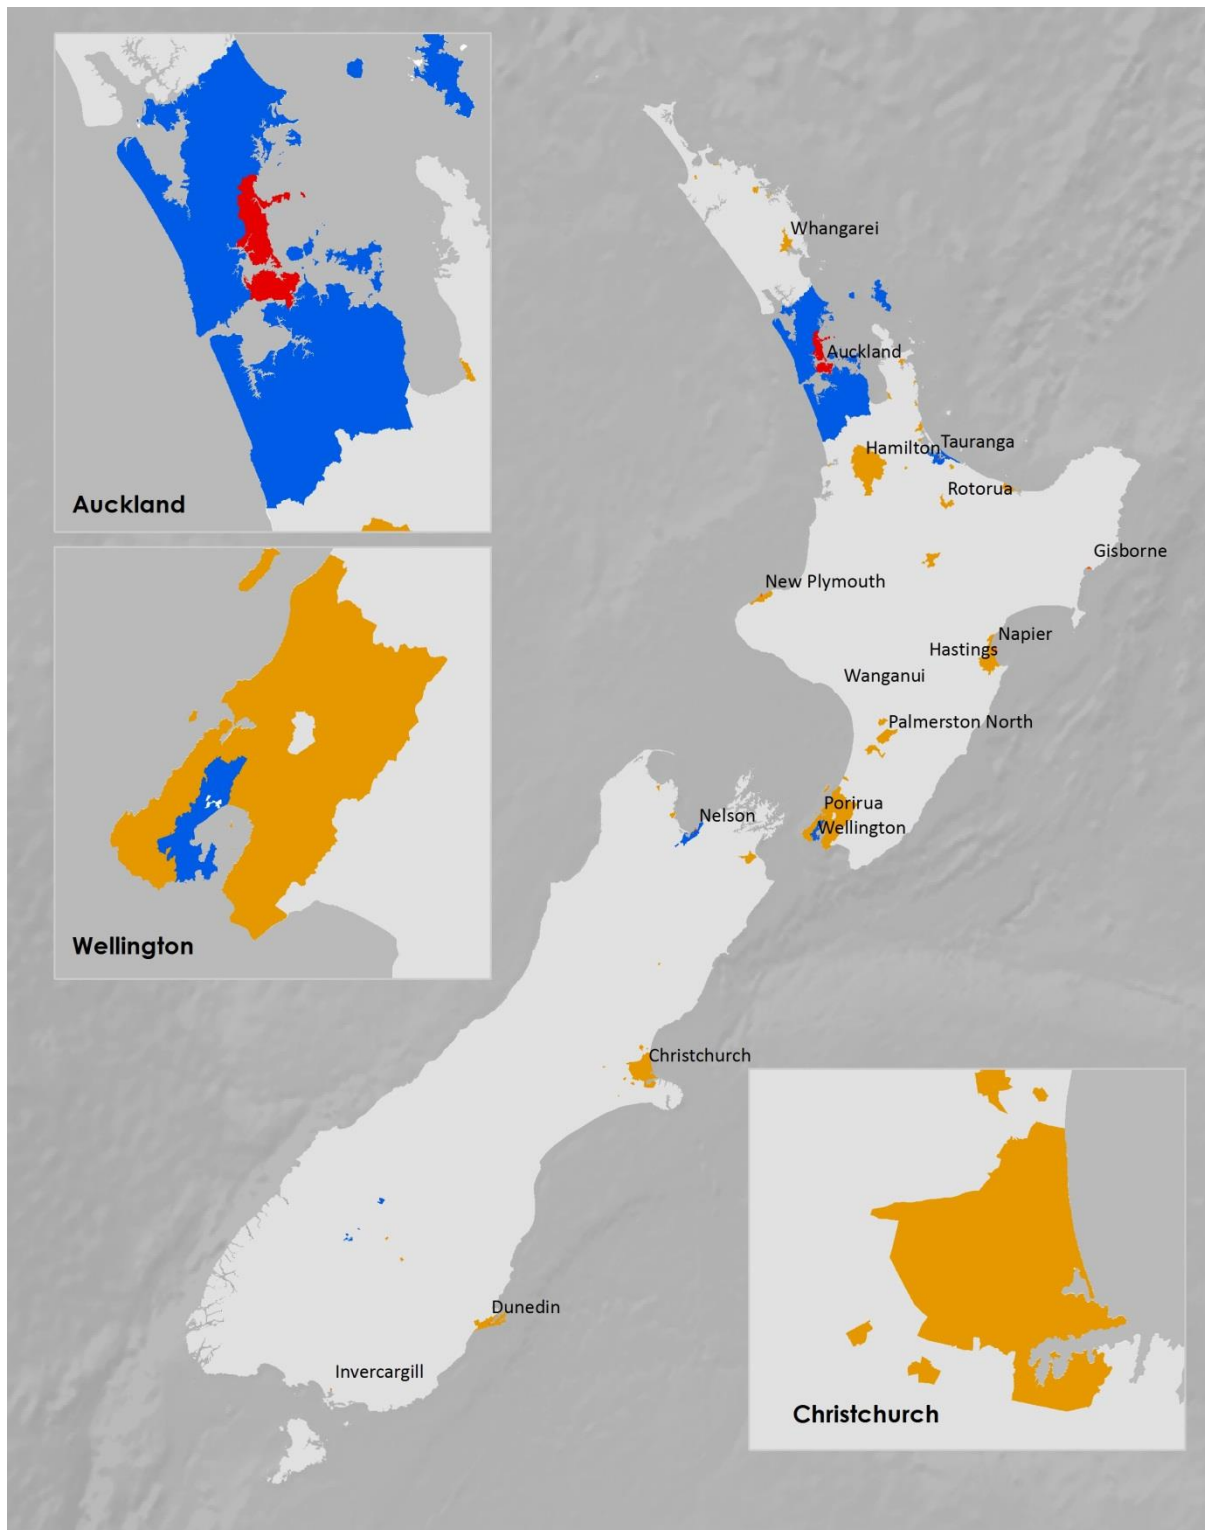 Auckland
Wellington
Whangarei
Auckland
Hamilton
Tauranga
Rotorua
Gisborne
New Plymouth
Napier
Hastings
Wanganui
Palmerston North
Porirua
Wellington
Nelson
Christchurch
Dunedin
Invercargill
Christchurch